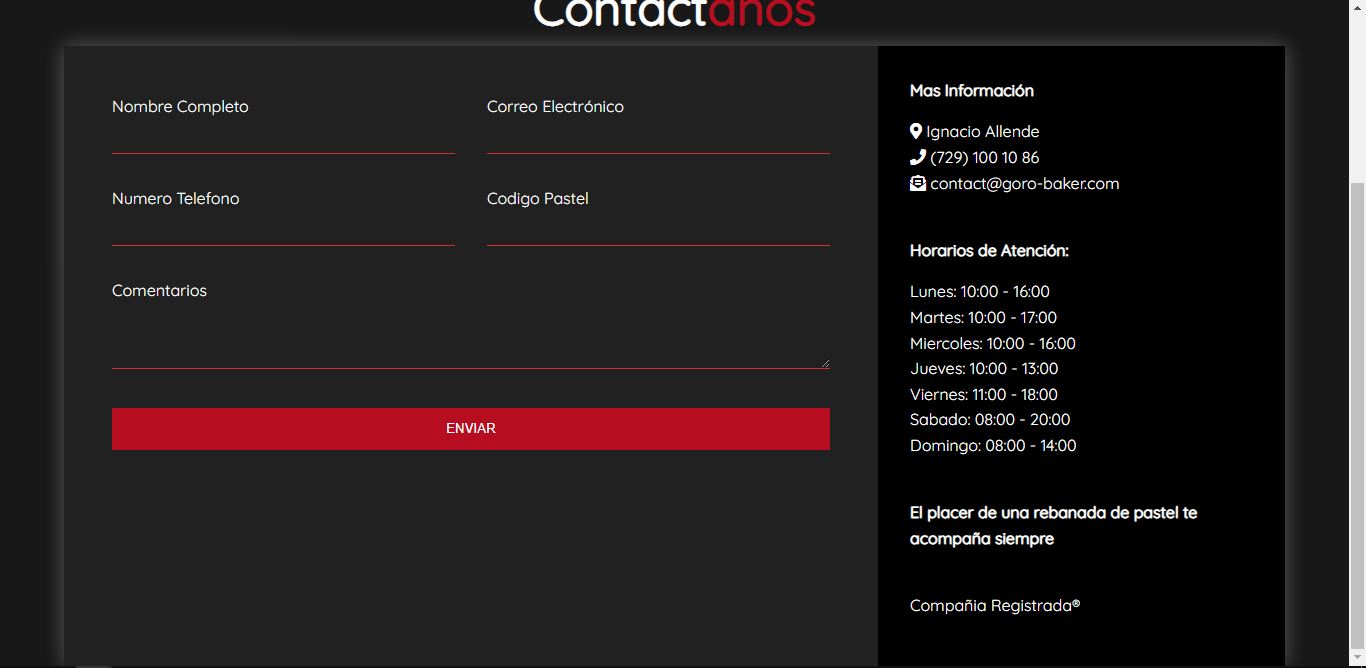 Contactanos
Nombre Completo
Correo Electrónico
Numero Telefono
Codigo Pastel
Comentarios
ENVIAR
Mas Información
Ignacio Allende
(729) 100 10 86
contact@goro-baker.com
Horarios de Atención:
Lunes: 10:00 - 16:00
Martes: 10:00 - 17:00
Miercoles: 10:00 - 16:00
Jueves: 10:00 - 13:00
Viernes: 11:00 - 18:00
Sabado: 08:00 - 20:00
Domingo: 08:00 - 14:00
El placer de una rebanada de pastel te
acompaña siempre
Compañia Registrada®